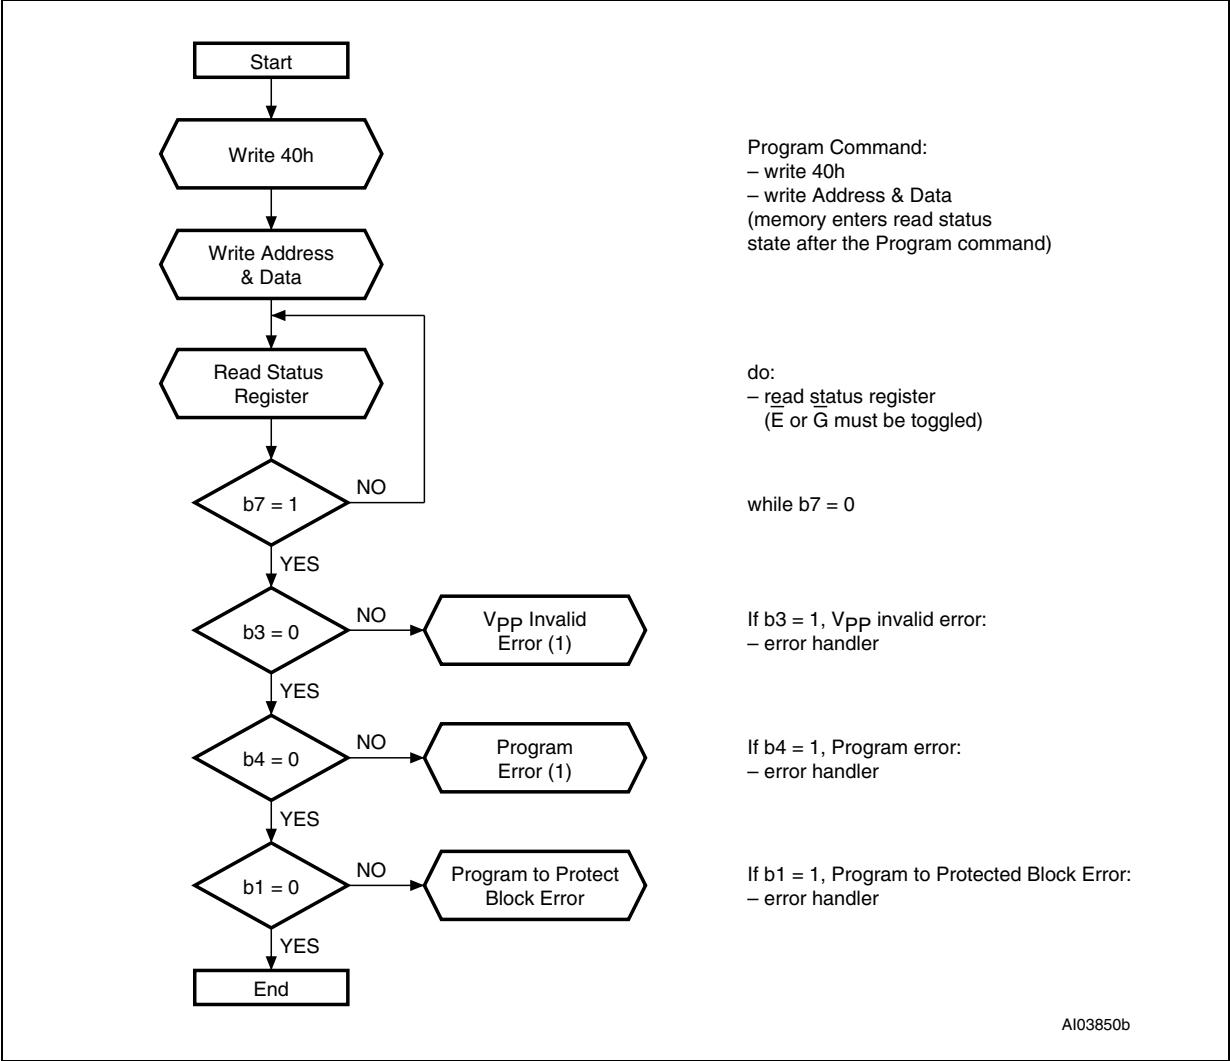 Start
Write 40h
Program Command:
– write 40h
– write Address & Data
(memory enters read status
state after the Program command)
Write Address
& Data
Read Status
Register
do:
– read status register
(E̅ or G̅ must be toggled)
b7 = 1
NO
while b7 = 0
YES
b3 = 0
NO
VPP Invalid
Error (1)
If b3 = 1, VPP invalid error:
– error handler
YES
b4 = 0
NO
Program
Error (1)
If b4 = 1, Program error:
– error handler
YES
b1 = 0
NO
Program to Protect
Block Error
If b1 = 1, Program to Protected Block Error:
– error handler
YES
End
AI03850b